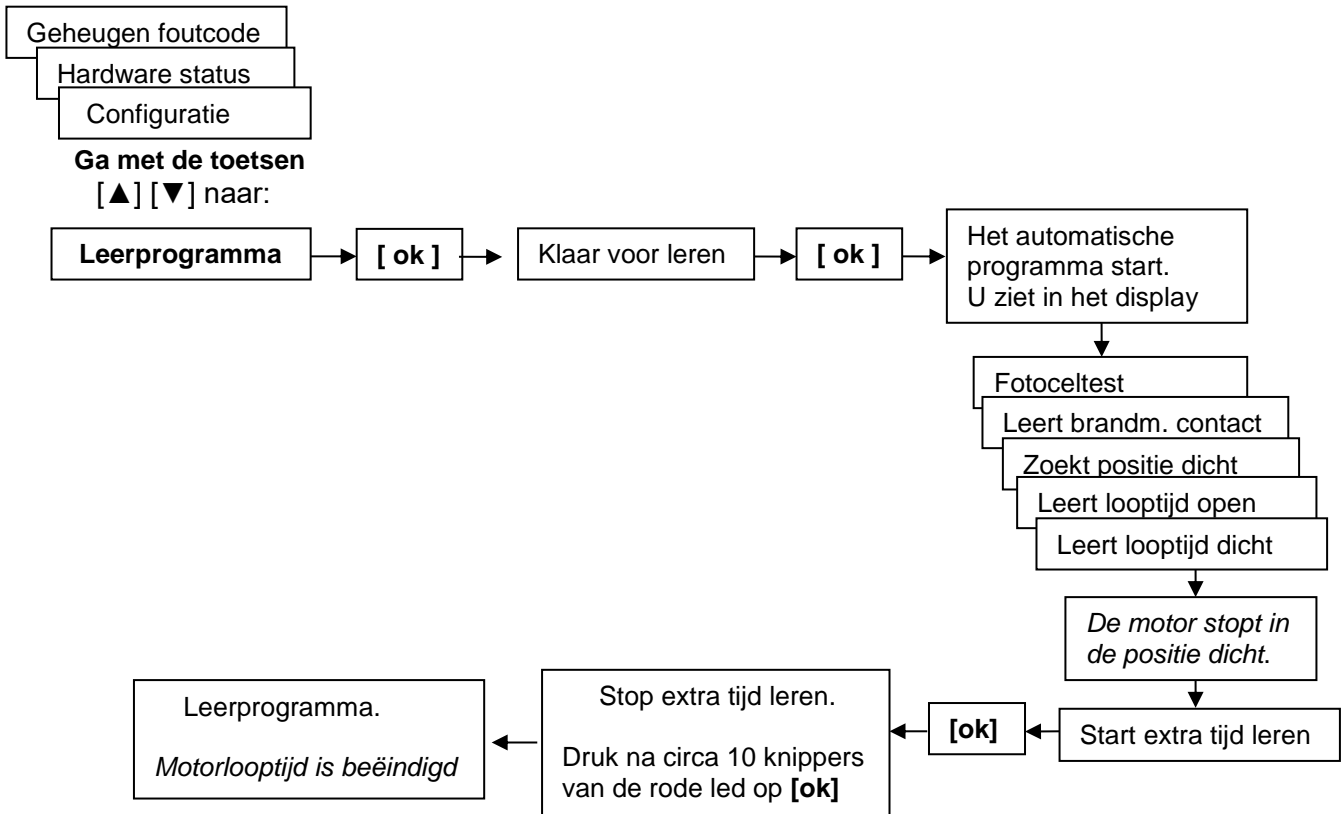 Geheugen foutcode
Hardware status
Configuratie
Ga met de toetsen
[▲] [▼] naar:
Leerprogramma
[ ok ]
Klaar voor leren
[ ok ]
Het automatische
programma start.
U ziet in het display
Fotoceltest
Leert brandm. contact
Zoekt positie dicht
Leert looptijd open
Leert looptijd dicht
De motor stopt in
de positie dicht.
Start extra tijd leren
[ok]
Stop extra tijd leren.
Druk na circa 10 knippers
van de rode led op [ok]
Leerprogramma.
Motorlooptijd is beëindigd